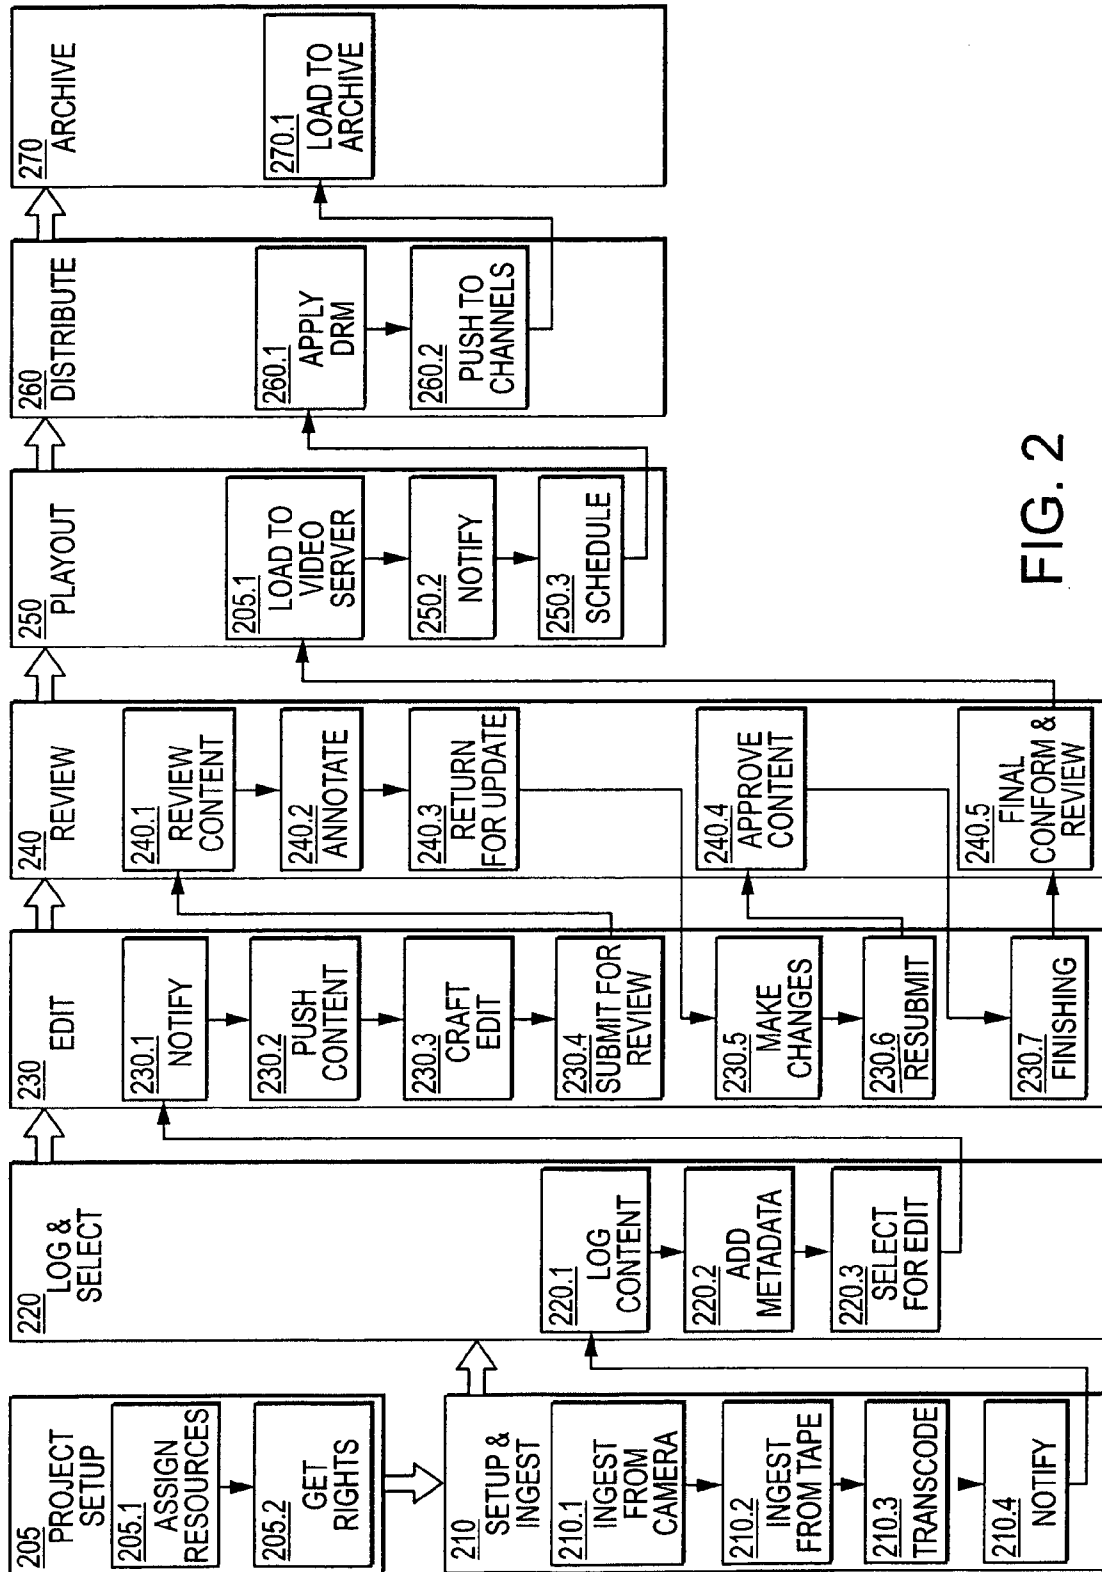 205
PROJECT
SETUP
205.1
ASSIGN
RESOURCES
205.2
GET
RIGHTS
210
SETUP &
INGEST
210.1
INGEST
FROM
CAMERA
210.2
INGEST
FROM TAPE
210.3
TRANSCODE
210.4
NOTIFY
220
LOG &
SELECT
220.1
LOG
CONTENT
220.2
ADD
METADATA
220.3
SELECT
FOR EDIT
230
EDIT
230.1
NOTIFY
230.2
PUSH
CONTENT
230.3
CRAFT
EDIT
230.4
SUBMIT FOR
REVIEW
230.5
MAKE
CHANGES
230.6
RESUBMIT
230.7
FINISHING
240
REVIEW
240.1
REVIEW
CONTENT
240.2
ANNOTATE
240.3
RETURN
FOR UPDATE
240.4
APPROVE
CONTENT
240.5
FINAL
CONFORM &
REVIEW
250
PLAYOUT
205.1
LOAD TO
VIDEO
SERVER
250.2
NOTIFY
250.3
SCHEDULE
260
DISTRIBUTE
260.1
APPLY
DRM
260.2
PUSH TO
CHANNELS
270
ARCHIVE
270.1
LOAD TO
ARCHIVE
FIG. 2